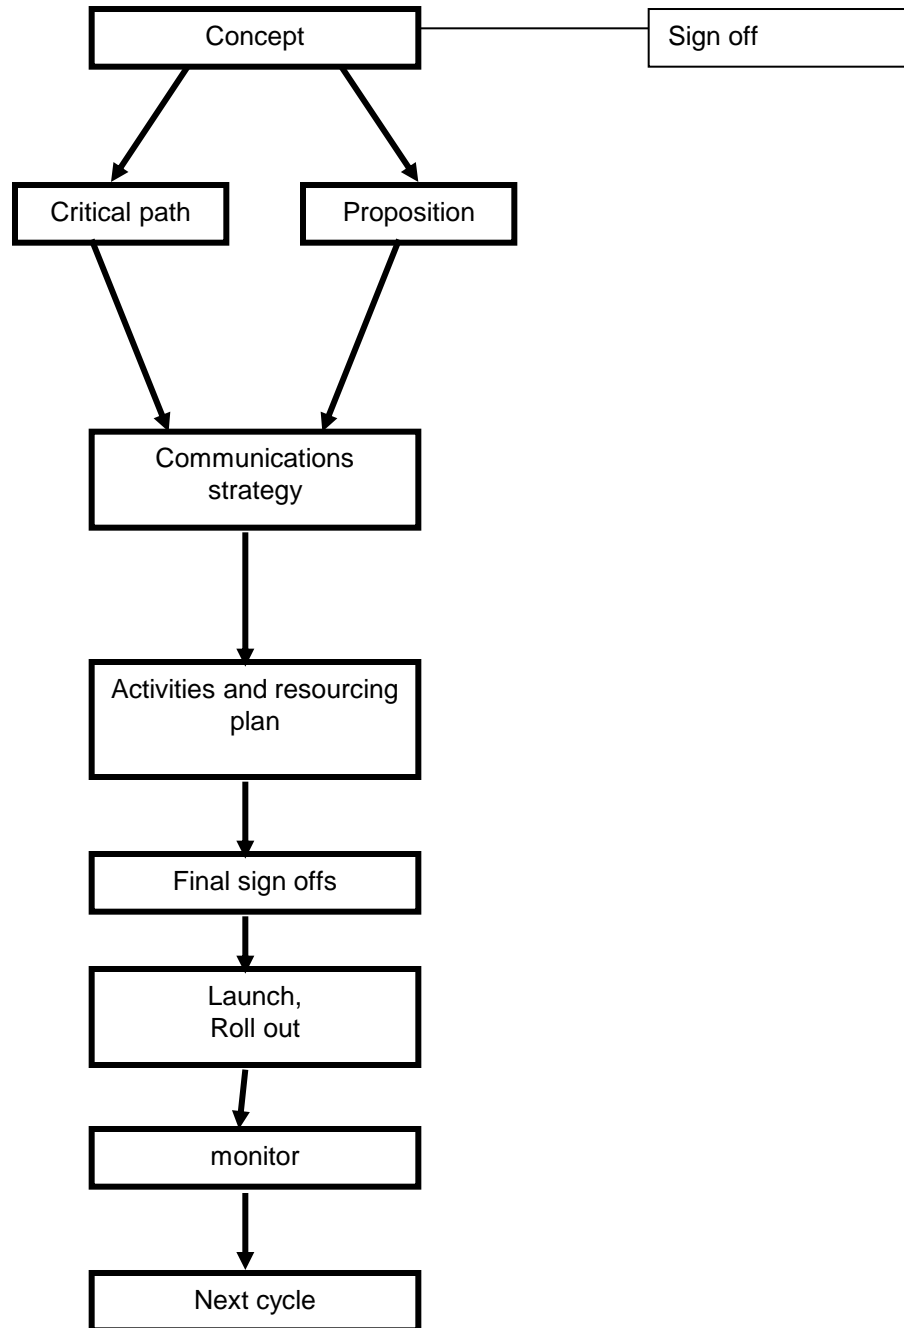 Concept
Sign off
Critical path
Proposition
Communications
strategy
Activities and resourcing
plan
Final sign offs
Launch,
Roll out
monitor
Next cycle